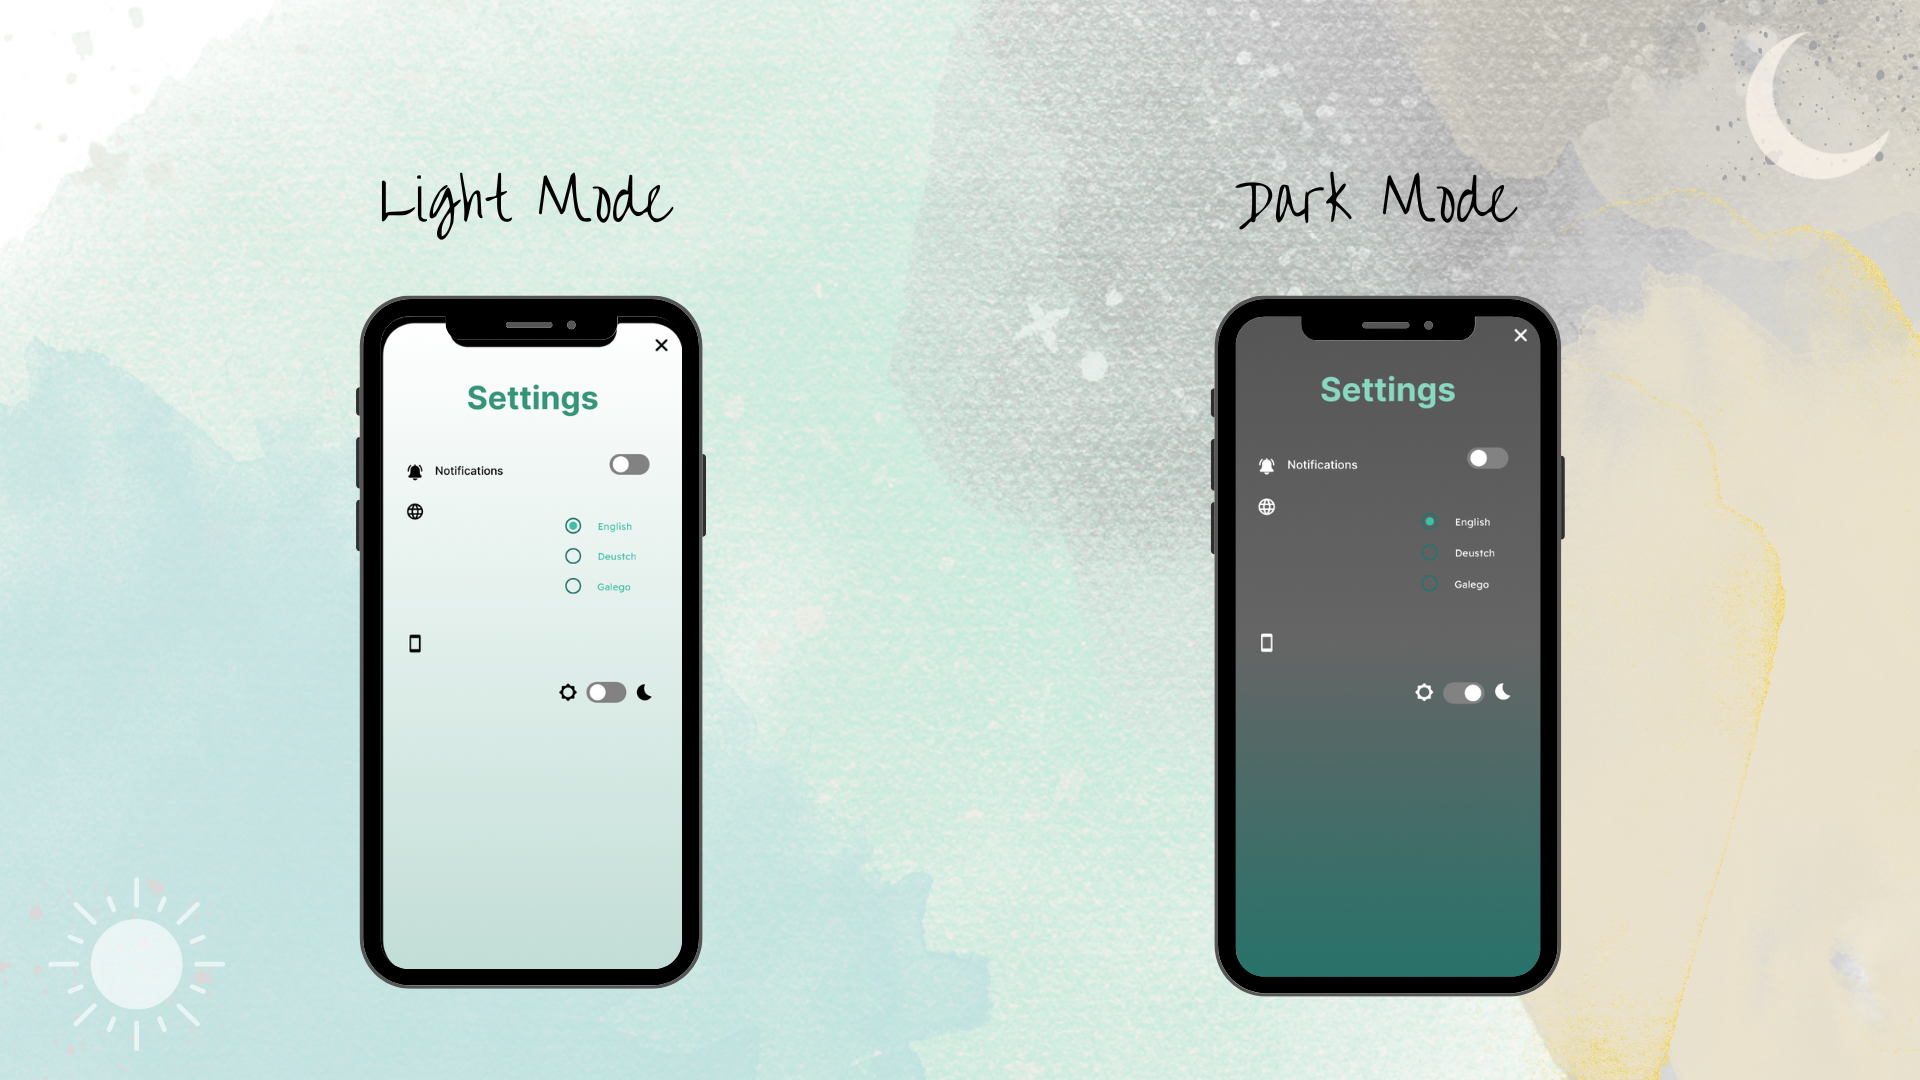 Light Mode
Settings
Notifications
English
Deustch
Galego
Dark Mode
Settings
Notifications
English
Deustch
Galego